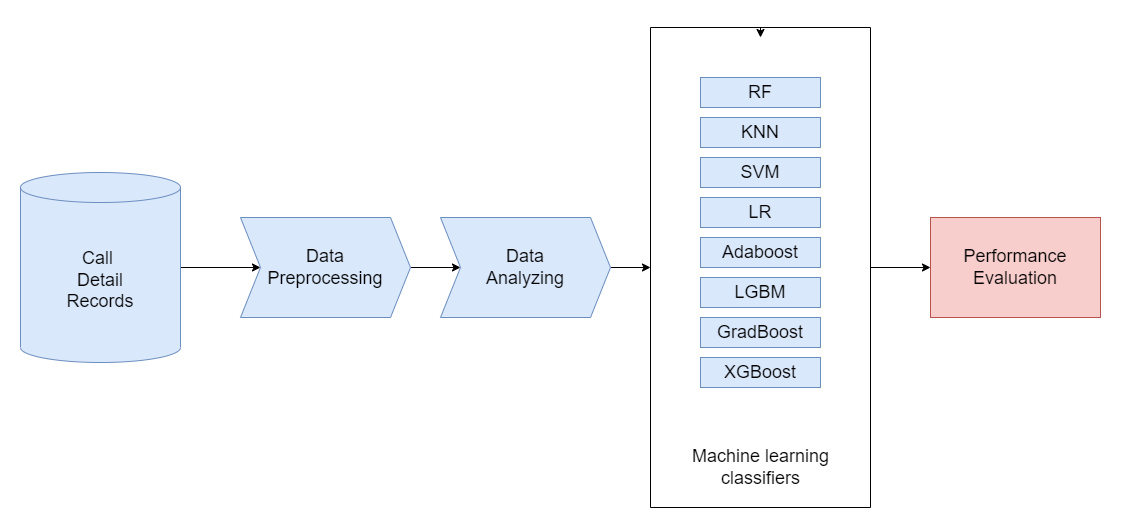 Call
Detail
Records
Data
Preprocessing
Data
Analyzing
RF
KNN
SVM
LR
Adaboost
LGBM
GradBoost
XGBoost
Machine learning
classifiers
Performance
Evaluation